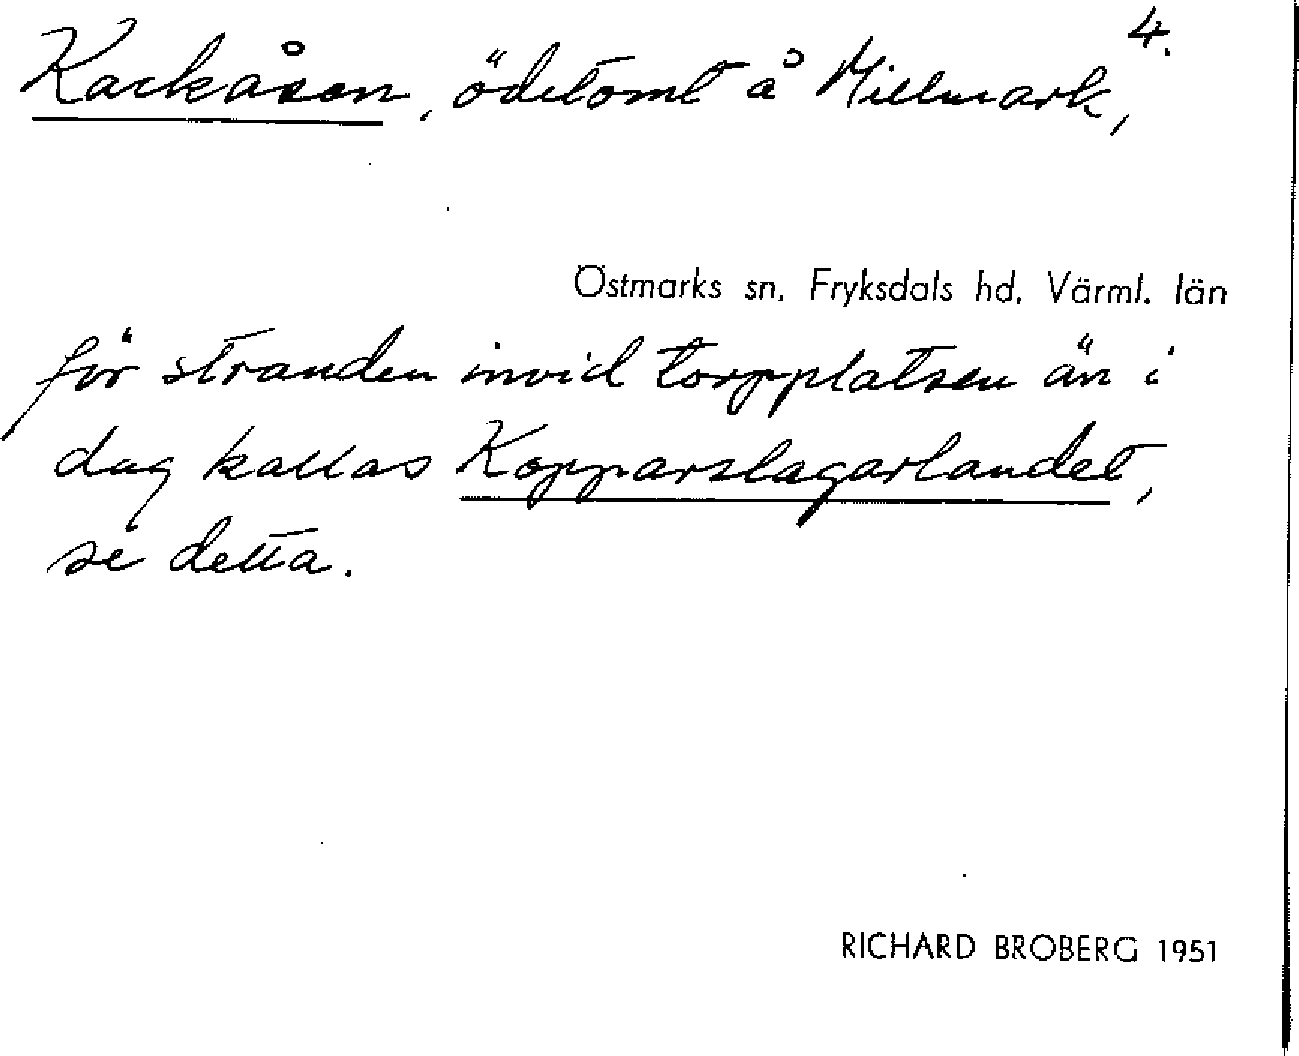 4.
Karkåsen, ödetomt å Millmark,
Östmarks sn, Fryksdals hd, Värml. län
för stranden invid torpplatsen än i
dag kallas Kopparslagarlandet,
se detta.
RICHARD BROBERG 1951